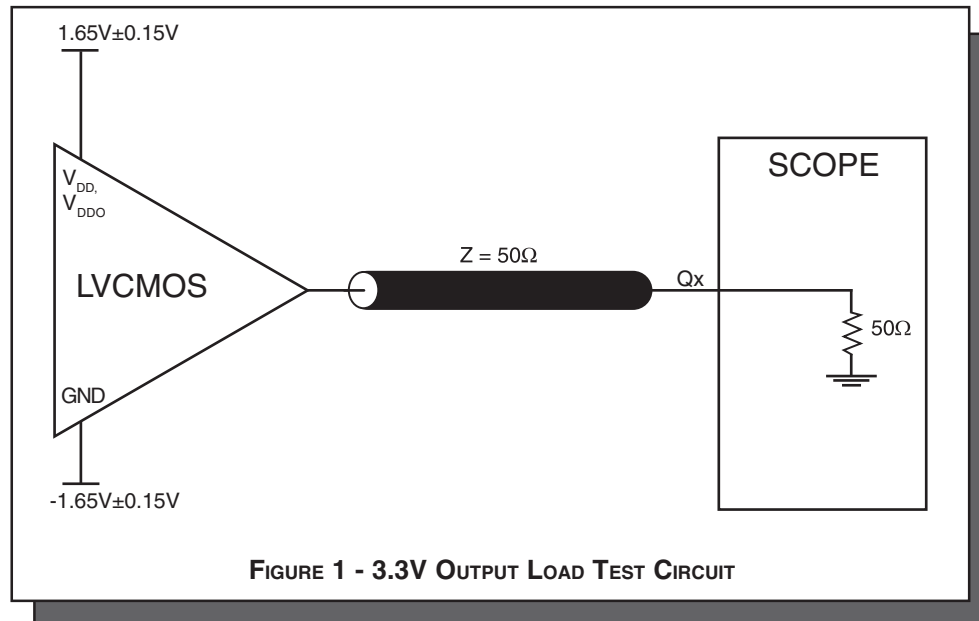 1.65V±0.15V
SCOPE
VDD,
VDDO
Z = 50Ω
LVCMOS
Qx
50Ω
GND
-1.65V±0.15V
FIGURE 1 - 3.3V OUTPUT LOAD TEST CIRCUIT